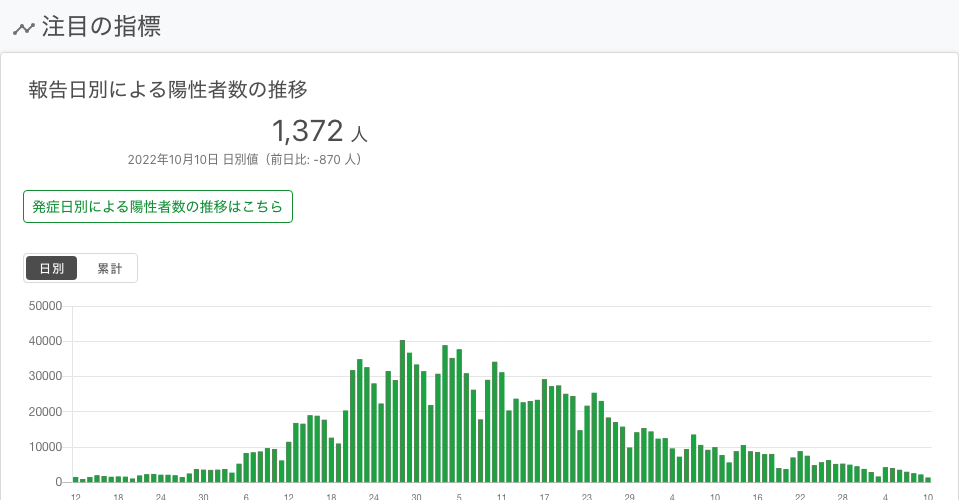 注目の指標
報告日別による陽性者数の推移
1,372 人
2022年10月10日 日別値（前日比: -870 人）
発症日別による陽性者数の推移はこちら
日別 累計
50000
40000
30000
20000
10000
0
12 18 24 30 6 12 18 24 30 5 11 17 23 29 4 10 16 22 28 4 10